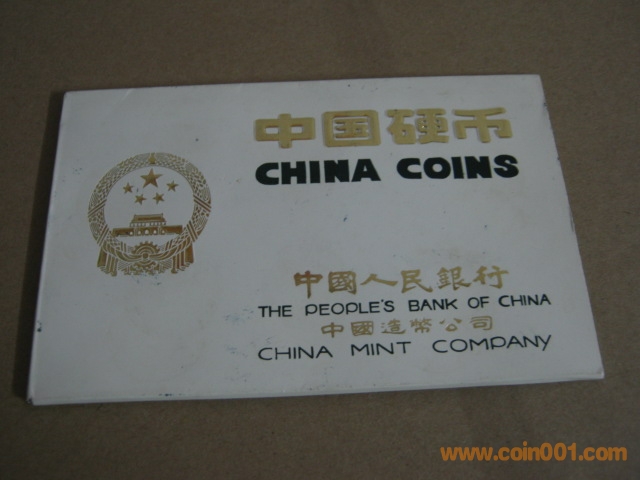 中国硬币
CHINA COINS
中國人民銀行
THE PEOPLE'S BANK OF CHINA
中國造幣公司
CHINA MINT COMPANY
www.coin001.com